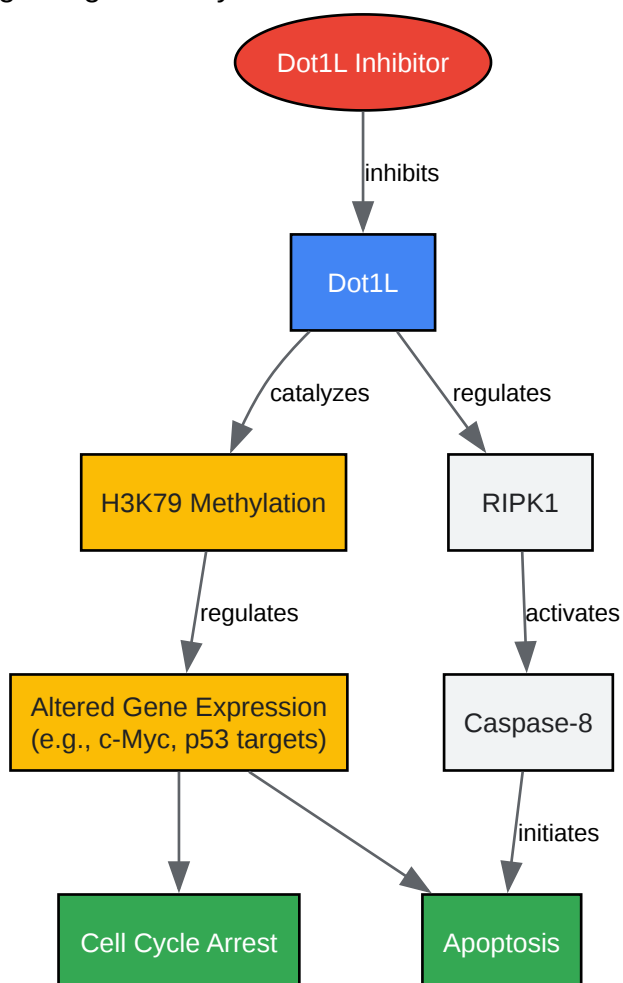 Dot1L Inhibitor
inhibits
Dot1L
catalyzes
regulates
H3K79 Methylation
RIPK1
regulates
activates
Altered Gene Expression
(e.g., c-Myc, p53 targets)
Caspase-8
initiates
Cell Cycle Arrest
Apoptosis